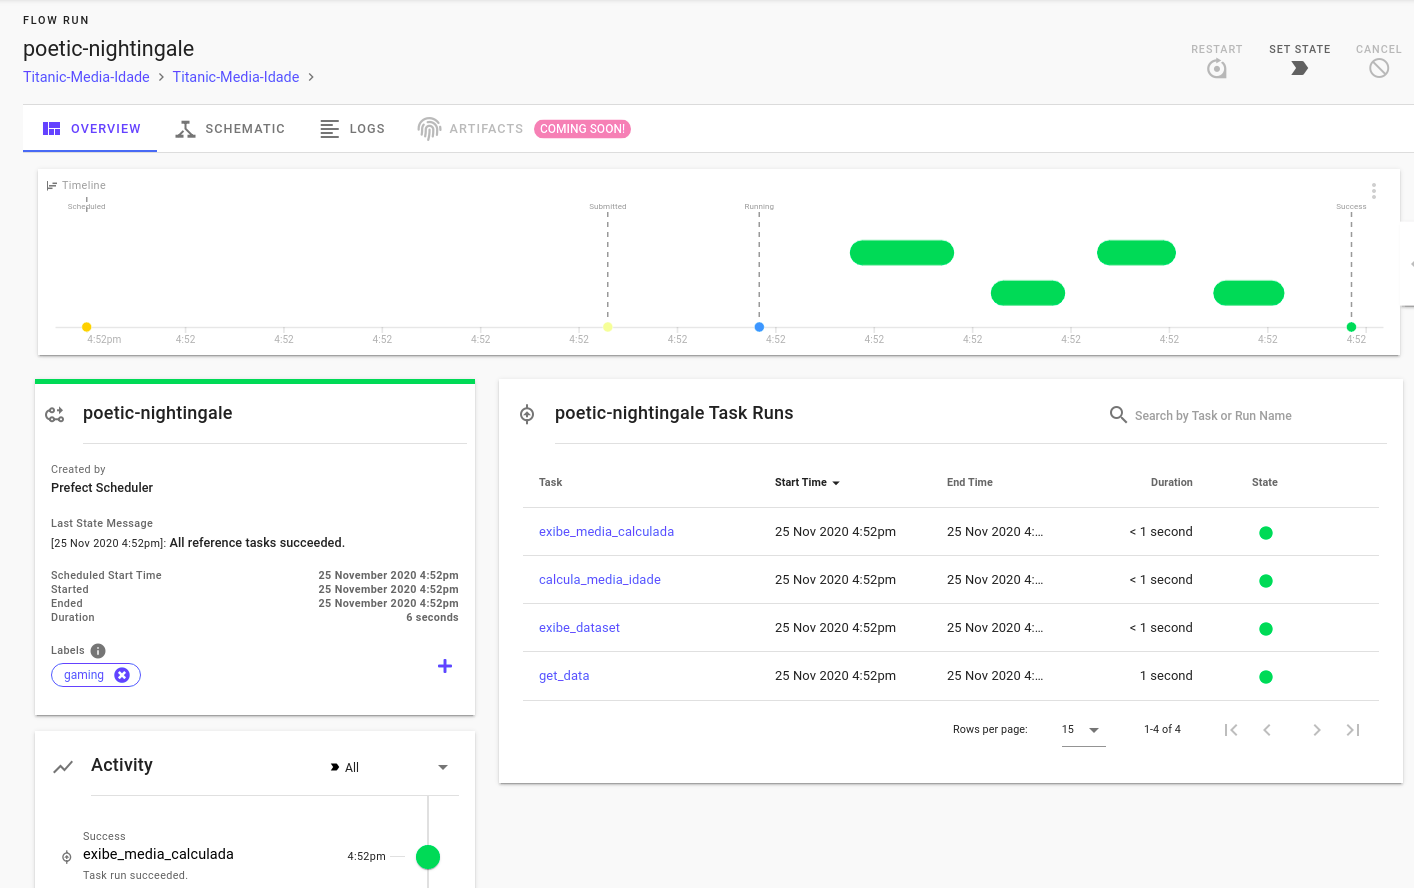 FLOW RUN
poetic-nightingale
Titanic-Media-Idade > Titanic-Media-Idade >
RESTART SET STATE CANCEL
OVERVIEW SCHEMATIC LOGS ARTIFACTS COMING SOON!
Timeline
Scheduled Submitted Running Success
4:52pm 4:52 4:52 4:52 4:52 4:52 4:52 4:52 4:52 4:52 4:52 4:52 4:52 4:52
poetic-nightingale
Created by
Prefect Scheduler
Last State Message
[25 Nov 2020 4:52pm]: All reference tasks succeeded.
Scheduled Start Time 25 November 2020 4:52pm
Started 25 November 2020 4:52pm
Ended 25 November 2020 4:52pm
Duration 6 seconds
Labels
gaming
poetic-nightingale Task Runs
Search by Task or Run Name
Task Start Time End Time Duration State
exibe_media_calculada 25 Nov 2020 4:52pm 25 Nov 2020 4:... < 1 second
calcula_media_idade 25 Nov 2020 4:52pm 25 Nov 2020 4:... < 1 second
exibe_dataset 25 Nov 2020 4:52pm 25 Nov 2020 4:... < 1 second
get_data 25 Nov 2020 4:52pm 25 Nov 2020 4:... 1 second
Rows per page: 15 1-4 of 4
Activity All
Success
exibe_media_calculada 4:52pm
Task run succeeded.